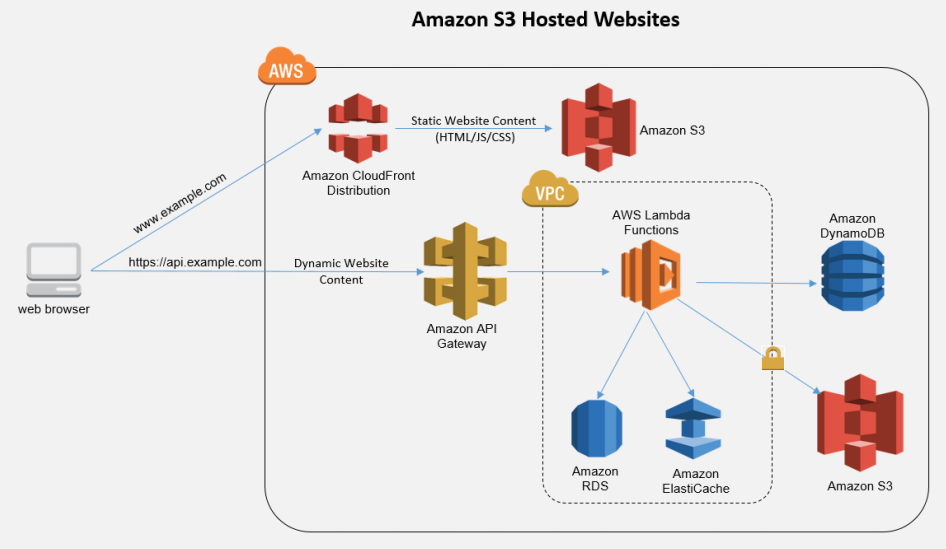 Amazon S3 Hosted Websites
AWS
Static Website Content
(HTML/JS/CSS)
Amazon S3
Amazon CloudFront
Distribution
www.example.com
VPC
AWS Lambda
Functions
Amazon
DynamoDB
https://api.example.com
Dynamic Website
Content
web browser
Amazon API
Gateway
Amazon
RDS
Amazon
ElastiCache
Amazon S3